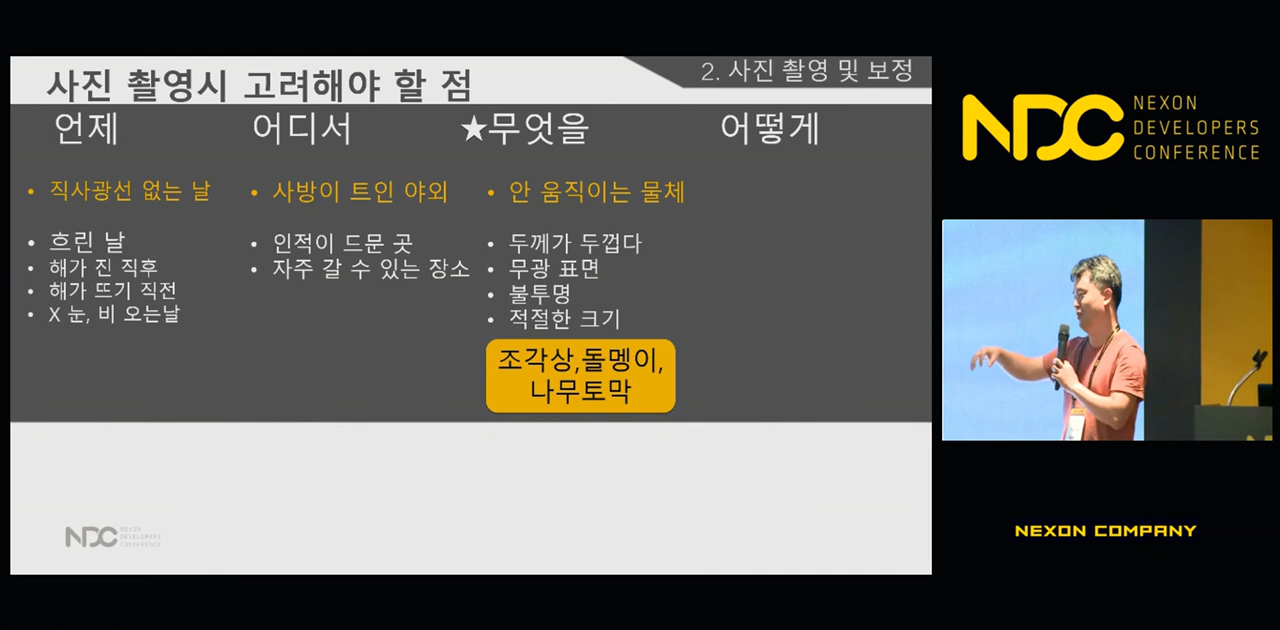 사진 촬영시 고려해야 할 점
2. 사진 촬영 및 보정
언제
어디서
★무엇을
어떻게
• 직사광선 없는 날
• 흐린 날
• 해가 진 직후
• 해가 뜨기 직전
• X 눈, 비 오는날
• 사방이 트인 야외
• 인적이 드문 곳
• 자주 갈 수 있는 장소
• 안 움직이는 물체
• 두께가 두껍다
• 무광 표면
• 불투명
• 적절한 크기
조각상,돌멩이,
나무토막
NDC NEXON
DEVELOPERS
CONFERENCE
NDC NEXON
DEVELOPERS
CONFERENCE
NEXON COMPANY